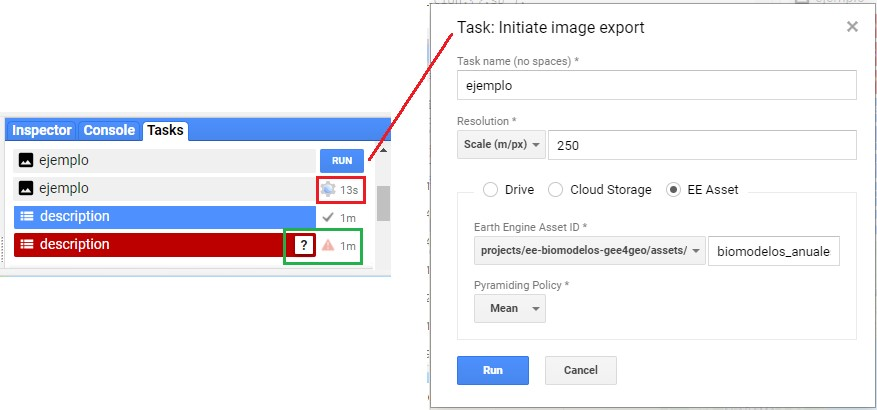 Inspector Console Tasks
ejemplo RUN
ejemplo 13s
description 1m
description ? 1m
Task: Initiate image export
Task name (no spaces) *
ejemplo
Resolution *
Scale (m/px) 250
Drive Cloud Storage EE Asset
Earth Engine Asset ID *
projects/ee-biomodelos-gee4geo/assets/ biomodelos_anuale
Pyramiding Policy *
Mean
Run Cancel